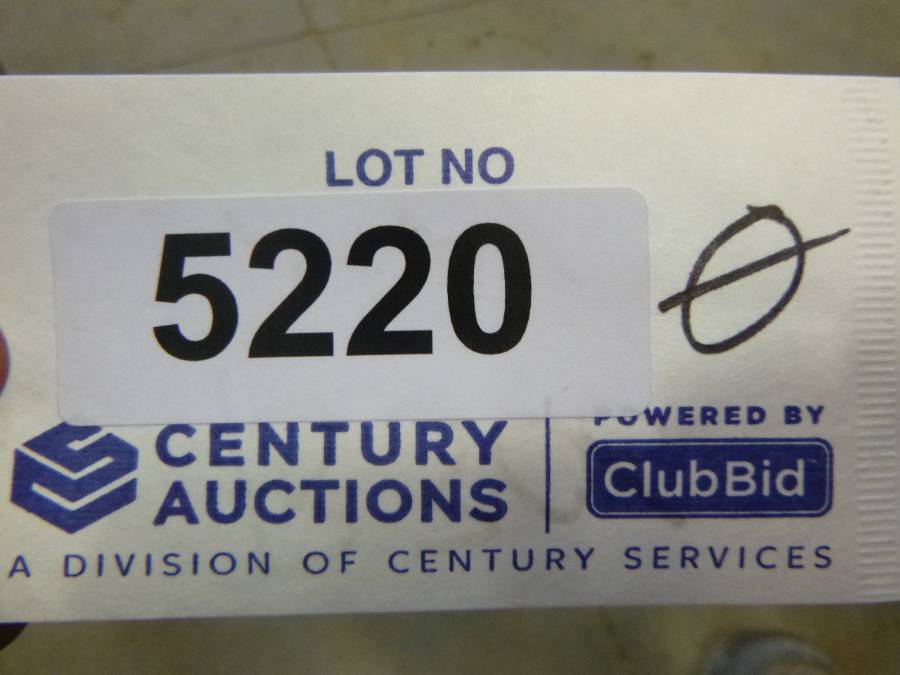 LOT NO
5220 Ø
CENTURY
AUCTIONS
POWERED BY
ClubBid
A DIVISION OF CENTURY SERVICES